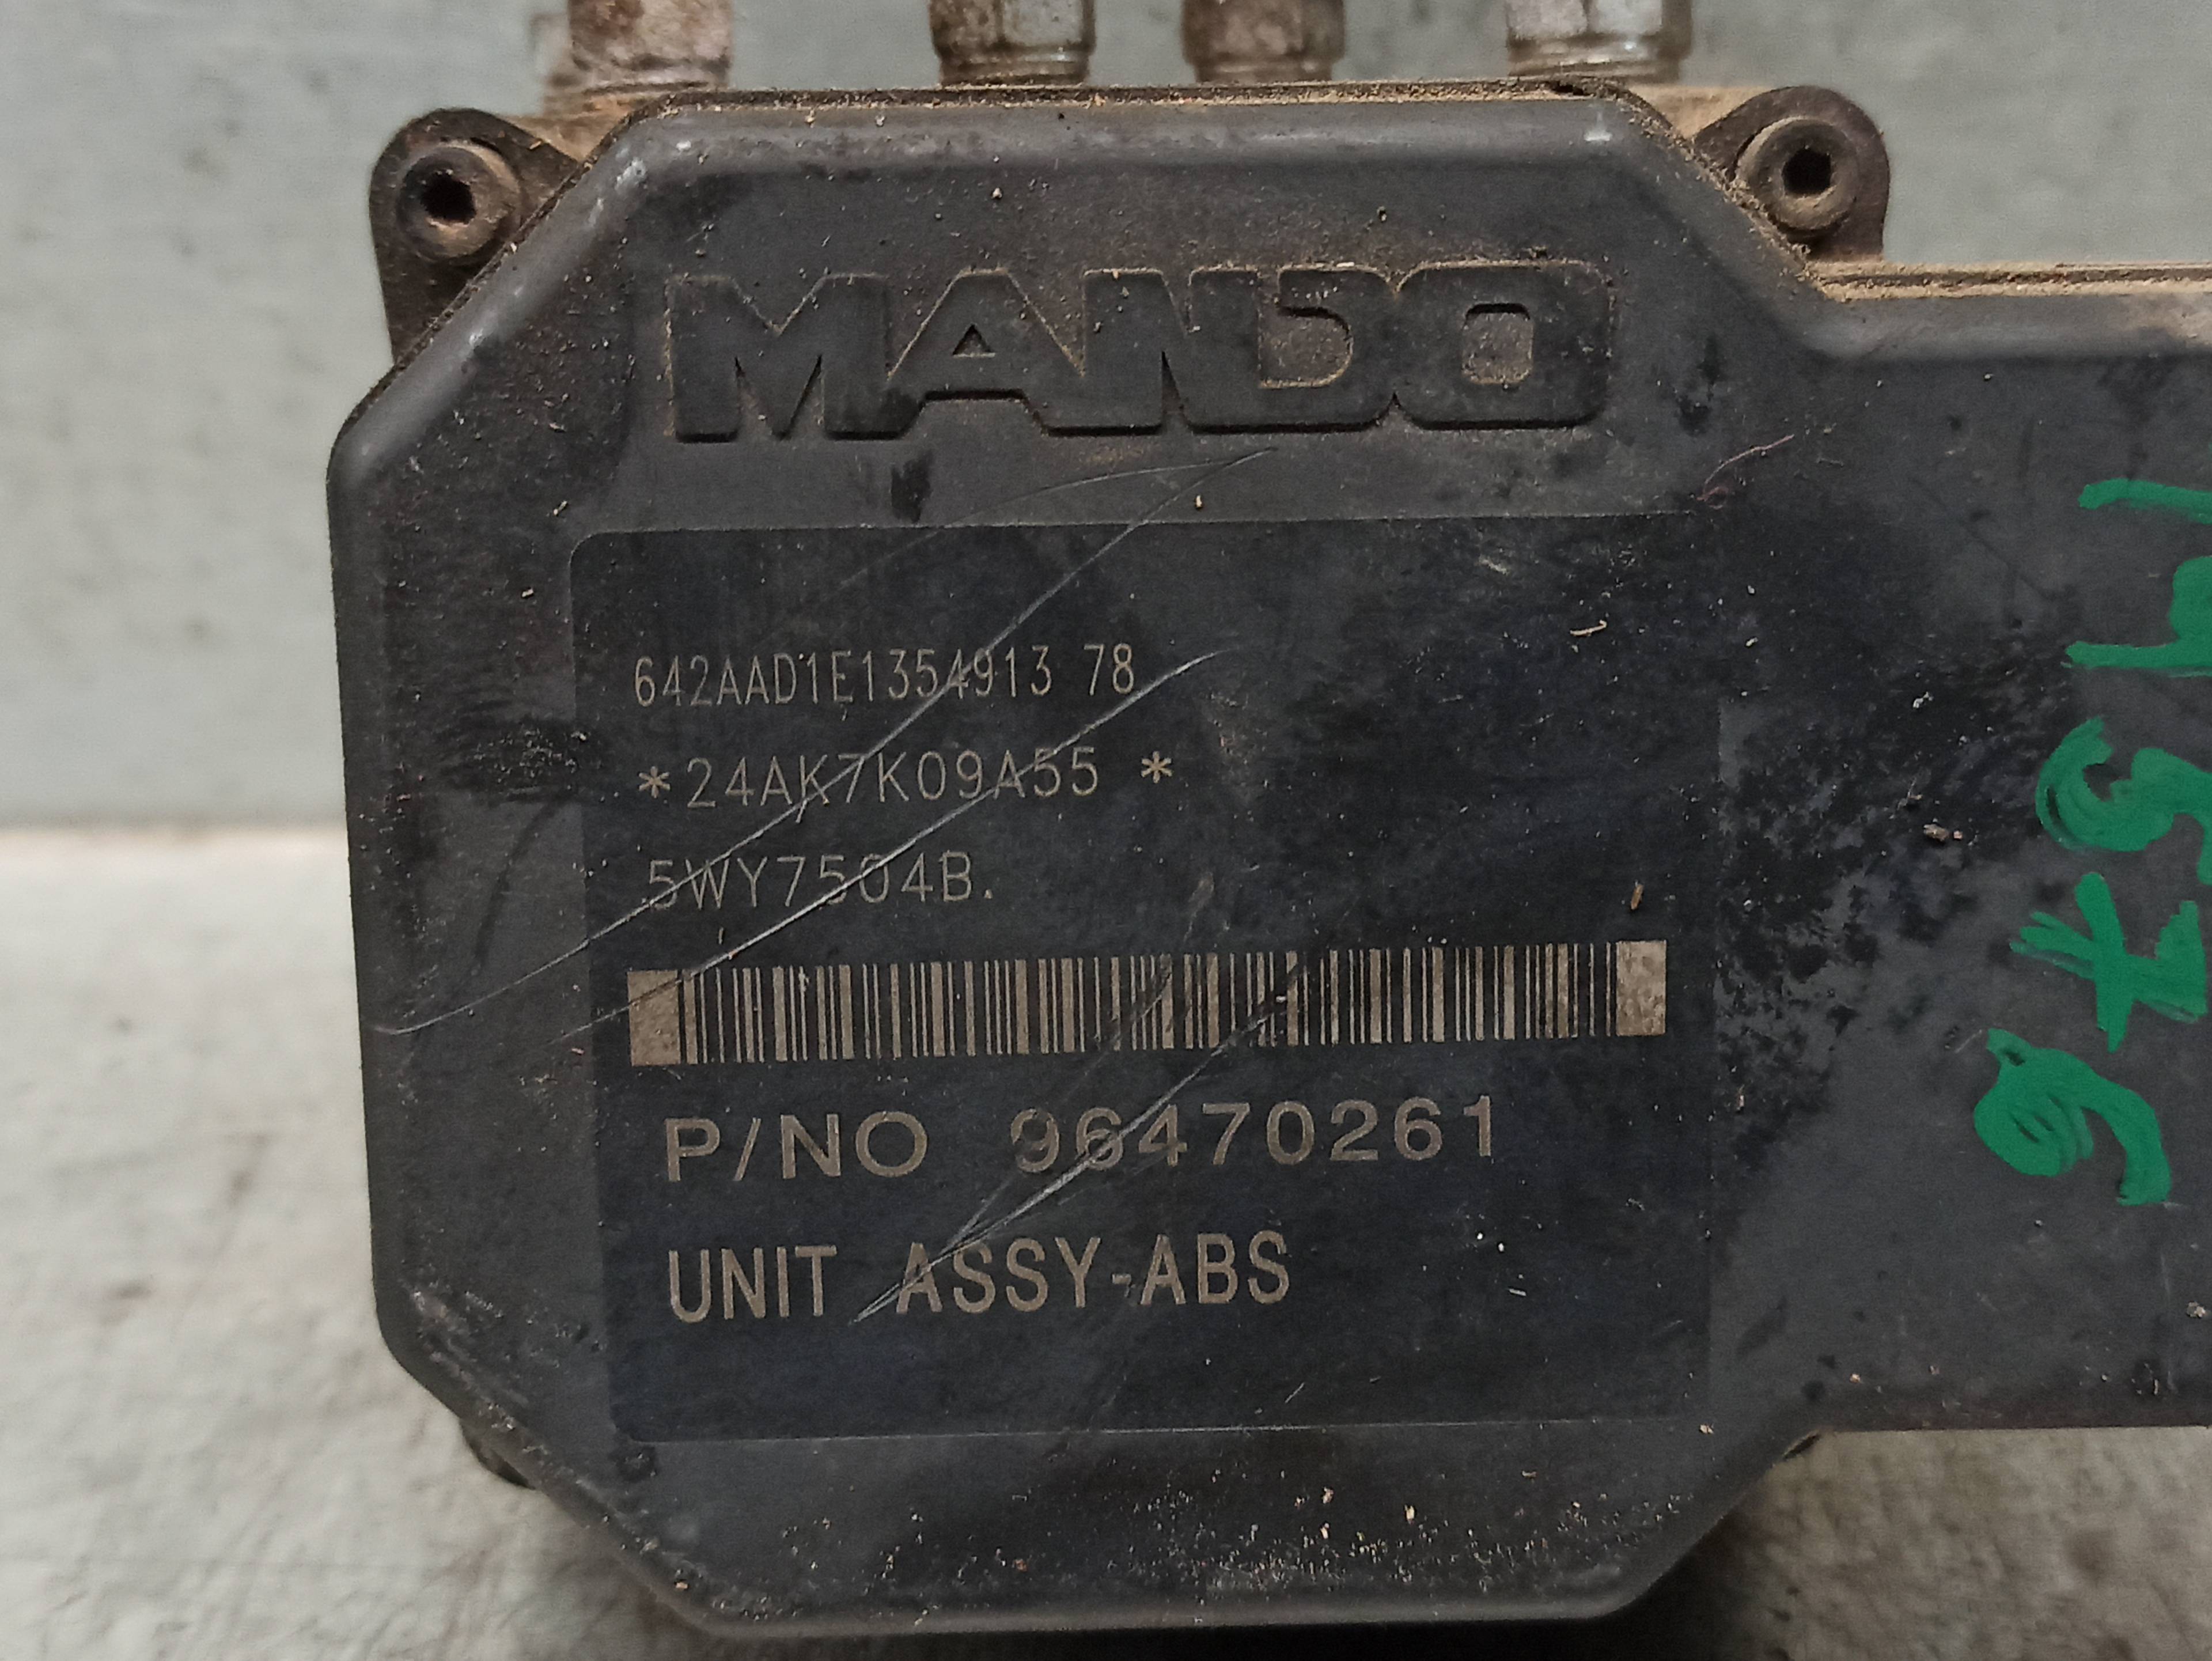 MANDO
642AAD1E1354913 78
*24AK7K09A55 *
5WY7504B.
P/NO 96470261
UNIT ASSY-ABS